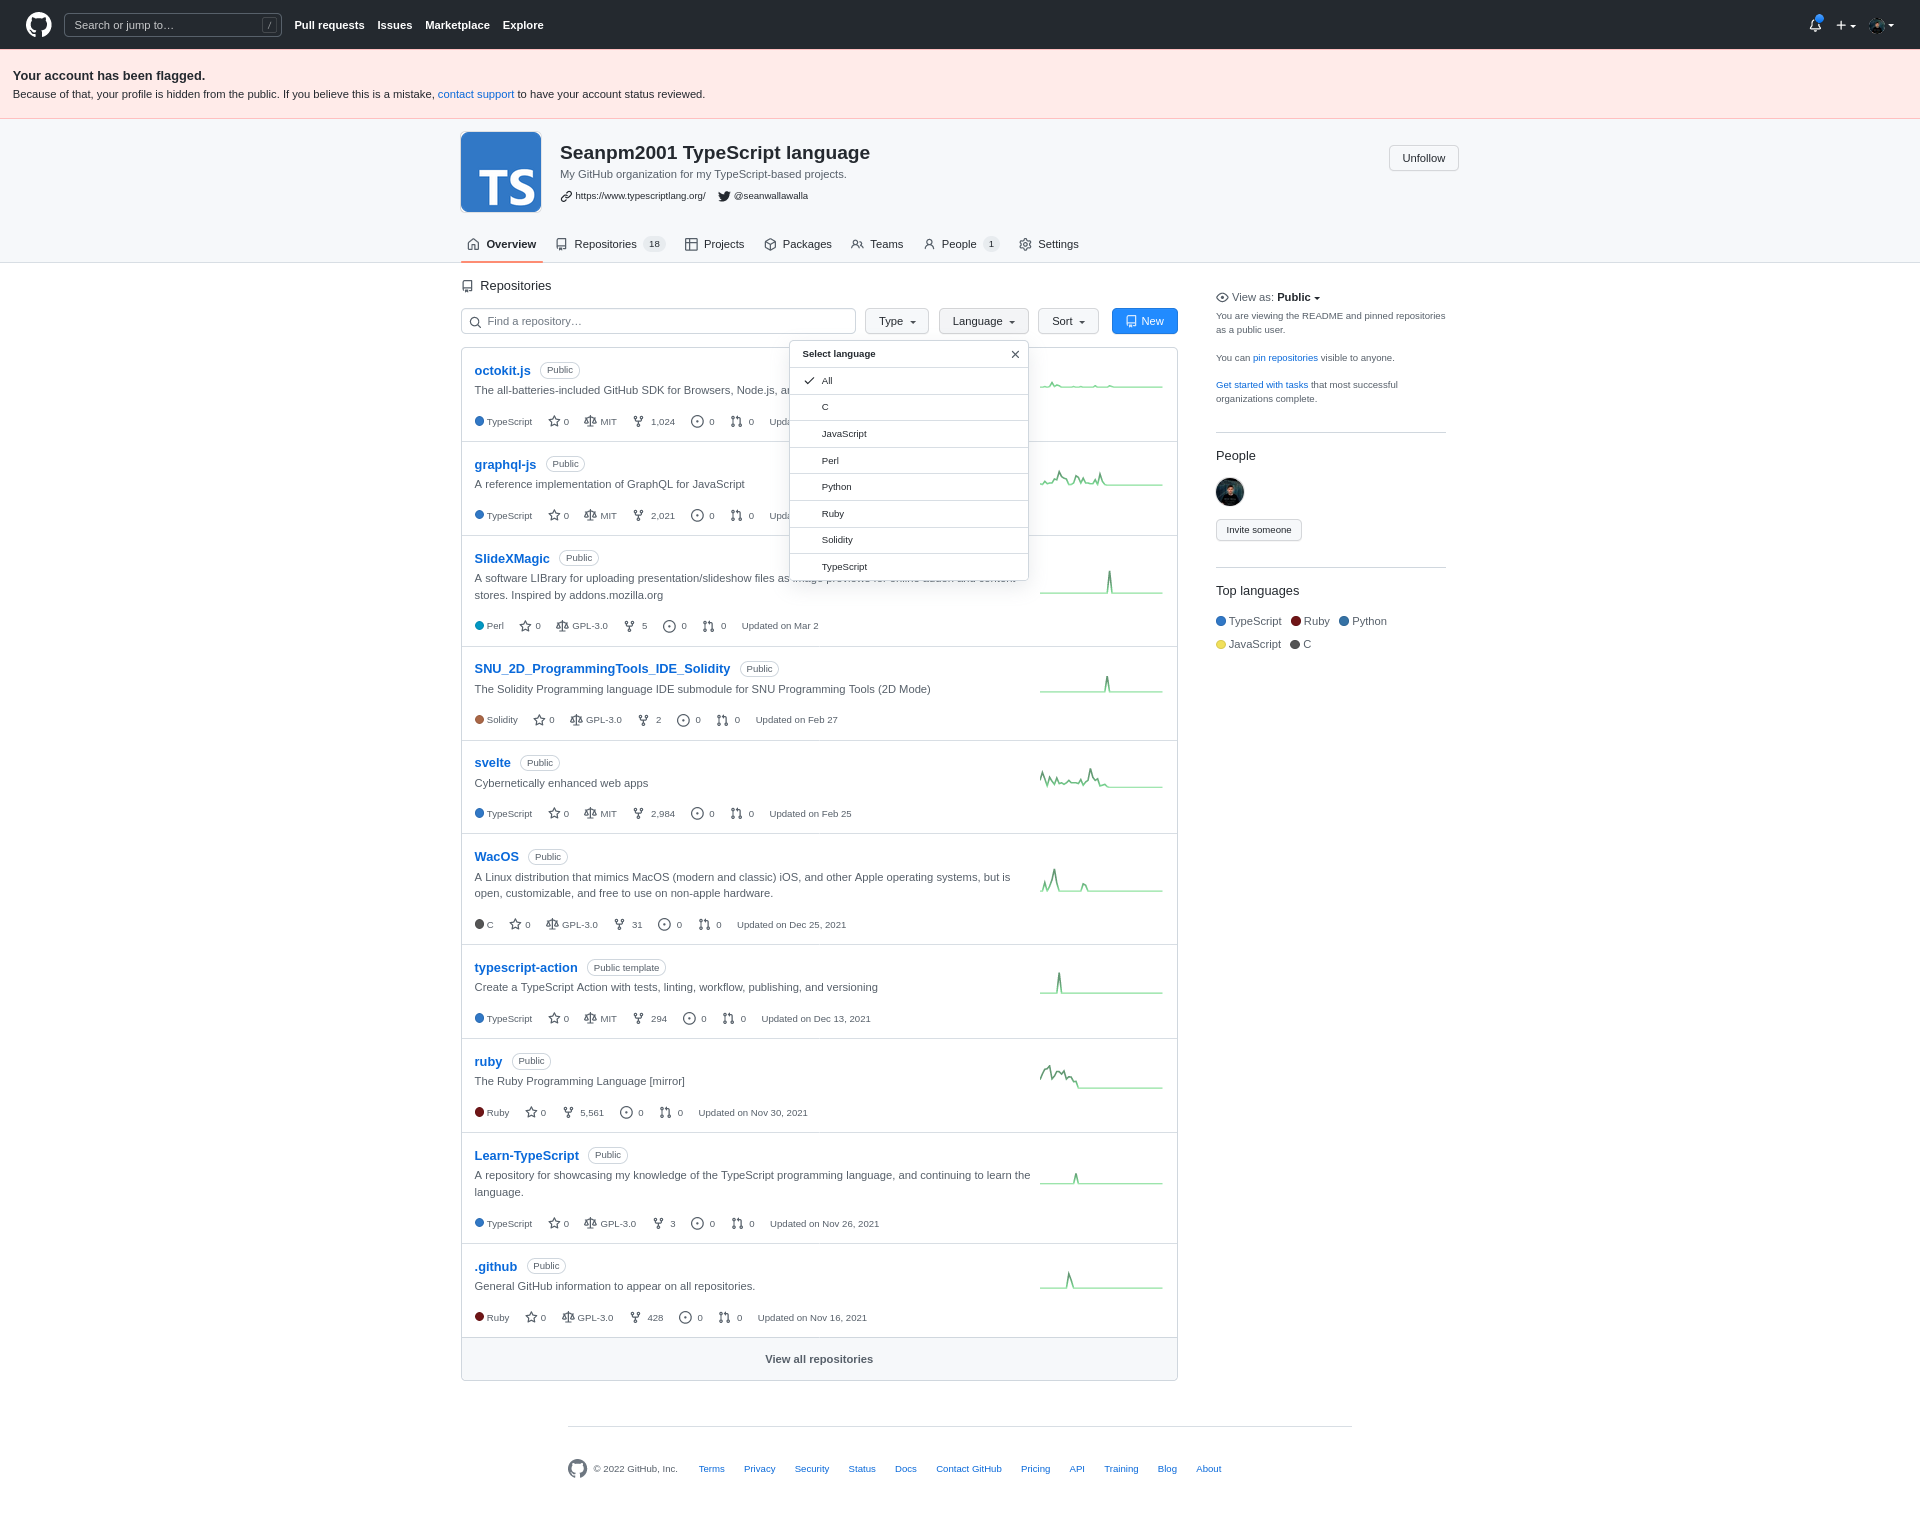 Search or jump to… /
Pull requests Issues Marketplace Explore
Your account has been flagged.
Because of that, your profile is hidden from the public. If you believe this is a mistake, contact support to have your account status reviewed.
TS
Seanpm2001 TypeScript language
My GitHub organization for my TypeScript-based projects.
https://www.typescriptlang.org/ @seanwallawalla
Unfollow
Overview Repositories 18 Projects Packages Teams People 1 Settings
Repositories
Find a repository…
Type Language Sort New
Select language
All
C
JavaScript
Perl
Python
Ruby
Solidity
TypeScript
octokit.js Public
The all-batteries-included GitHub SDK for Browsers, Node.js, an
TypeScript 0 MIT 1,024 0 0 Upda
graphql-js Public
A reference implementation of GraphQL for JavaScript
TypeScript 0 MIT 2,021 0 0 Upda
SlideXMagic Public
A software LIBrary for uploading presentation/slideshow files as image previews for online addon and content
stores. Inspired by addons.mozilla.org
Perl 0 GPL-3.0 5 0 0 Updated on Mar 2
SNU_2D_ProgrammingTools_IDE_Solidity Public
The Solidity Programming language IDE submodule for SNU Programming Tools (2D Mode)
Solidity 0 GPL-3.0 2 0 0 Updated on Feb 27
svelte Public
Cybernetically enhanced web apps
TypeScript 0 MIT 2,984 0 0 Updated on Feb 25
WacOS Public
A Linux distribution that mimics MacOS (modern and classic) iOS, and other Apple operating systems, but is
open, customizable, and free to use on non-apple hardware.
C 0 GPL-3.0 31 0 0 Updated on Dec 25, 2021
typescript-action Public template
Create a TypeScript Action with tests, linting, workflow, publishing, and versioning
TypeScript 0 MIT 294 0 0 Updated on Dec 13, 2021
ruby Public
The Ruby Programming Language [mirror]
Ruby 0 5,561 0 0 Updated on Nov 30, 2021
Learn-TypeScript Public
A repository for showcasing my knowledge of the TypeScript programming language, and continuing to learn the
language.
TypeScript 0 GPL-3.0 3 0 0 Updated on Nov 26, 2021
.github Public
General GitHub information to appear on all repositories.
Ruby 0 GPL-3.0 428 0 0 Updated on Nov 16, 2021
View all repositories
View as: Public
You are viewing the README and pinned repositories
as a public user.
You can pin repositories visible to anyone.
Get started with tasks that most successful
organizations complete.
People
Invite someone
Top languages
TypeScript Ruby Python
JavaScript C
© 2022 GitHub, Inc. Terms Privacy Security Status Docs Contact GitHub Pricing API Training Blog About